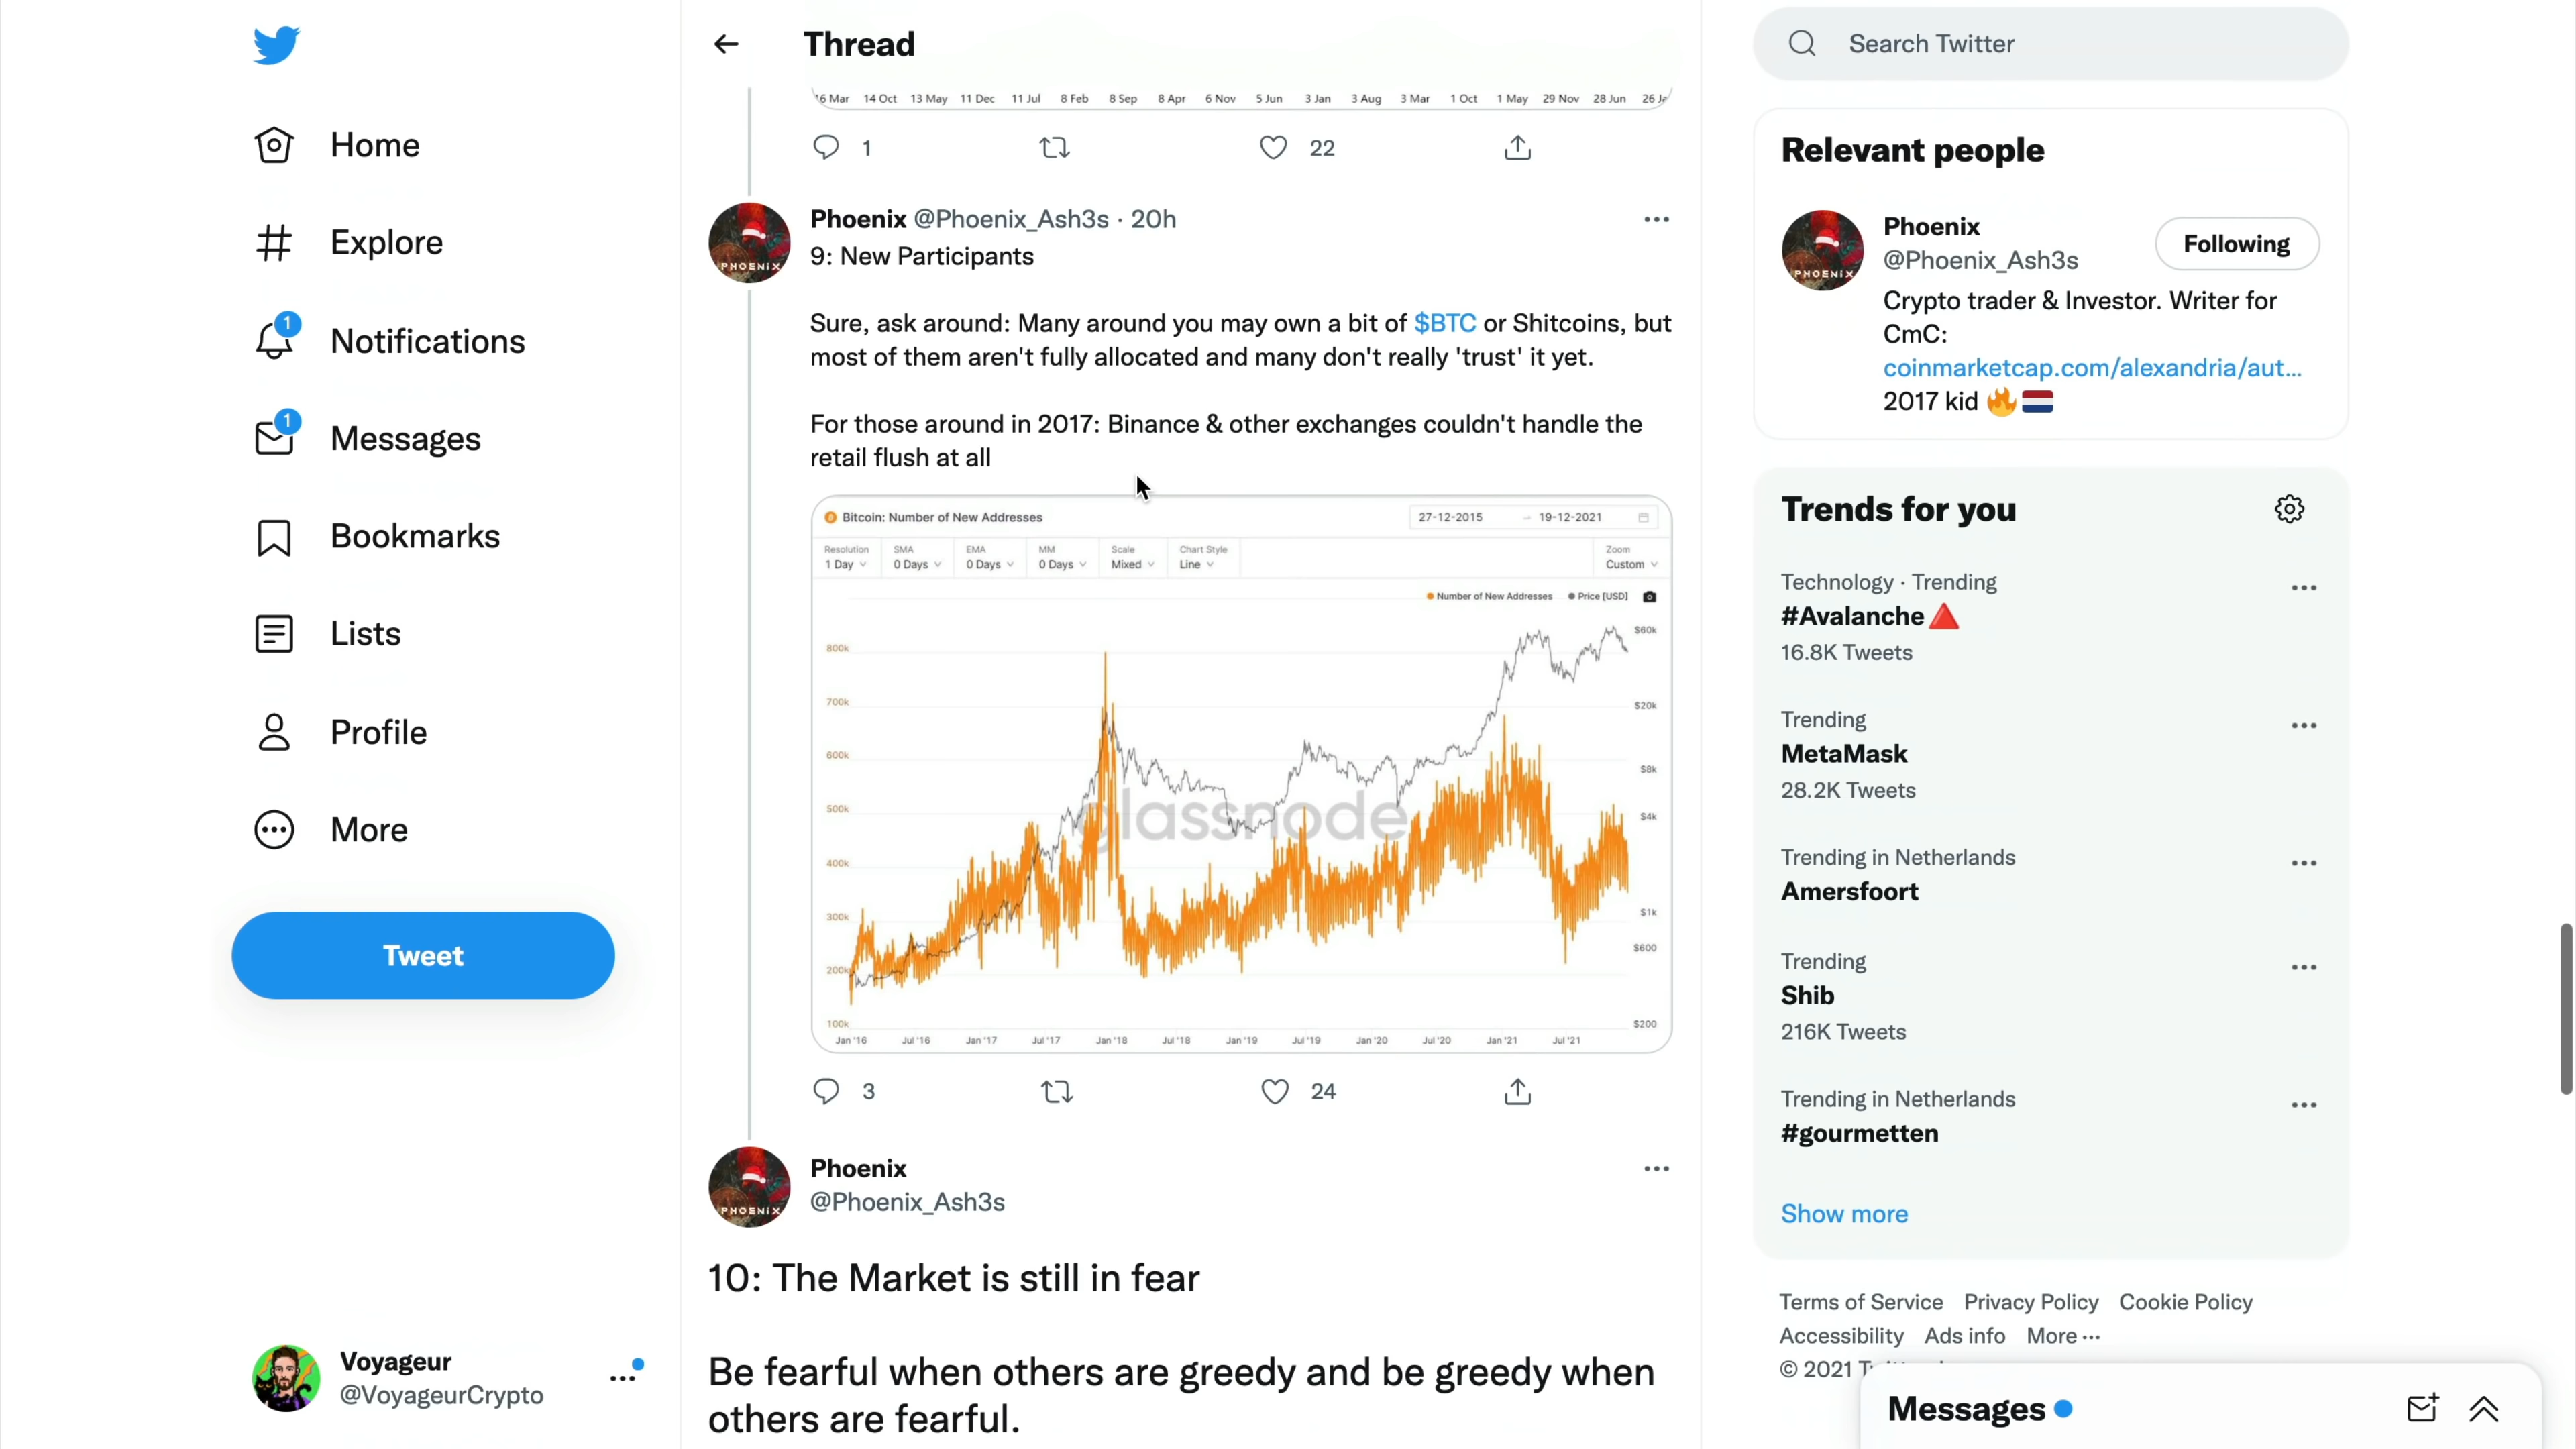 Home
Explore
1
Notifications
1
Messages
Bookmarks
Lists
Profile
More
Tweet
Voyageur
@VoyageurCrypto
Thread
16 Mar 14 Oct 13 May 11 Dec 11 Jul 8 Feb 8 Sep 8 Apr 6 Nov 5 Jun 3 Jan 3 Aug 3 Mar 1 Oct 1 May 29 Nov 28 Jun
1 22
PHOENIX
Phoenix @Phoenix_Ash3s · 20h
9: New Participants
Sure, ask around: Many around you may own a bit of $BTC or Shitcoins, but
most of them aren't fully allocated and many don't really 'trust' it yet.
For those around in 2017: Binance & other exchanges couldn't handle the
retail flush at all
Bitcoin: Number of New Addresses 27-12-2015 → 19-12-2021
Resolution SMA EMA MM Scale Chart Style Zoom
1 Day 0 Days 0 Days 0 Days Mixed Line Custom
Number of New Addresses Price [USD]
800k
700k
600k
500k
400k
300k
200k
100k
$60k
$20k
$8k
$4k
$1k
$600
$200
glassnode
Jan '16 Jul '16 Jan '17 Jul '17 Jan '18 Jul '18 Jan '19 Jul '19 Jan '20 Jul '20 Jan '21 Jul '21
3 24
PHOENIX
Phoenix
@Phoenix_Ash3s
10: The Market is still in fear
Be fearful when others are greedy and be greedy when
others are fearful.
Search Twitter
Relevant people
PHOENIX
Phoenix
@Phoenix_Ash3s
Following
Crypto trader & Investor. Writer for
CmC:
coinmarketcap.com/alexandria/aut...
2017 kid
Trends for you
Technology · Trending
#Avalanche
16.8K Tweets
Trending
MetaMask
28.2K Tweets
Trending in Netherlands
Amersfoort
Trending
Shib
216K Tweets
Trending in Netherlands
#gourmetten
Show more
Terms of Service Privacy Policy Cookie Policy
Accessibility Ads info More ···
© 2021
Messages